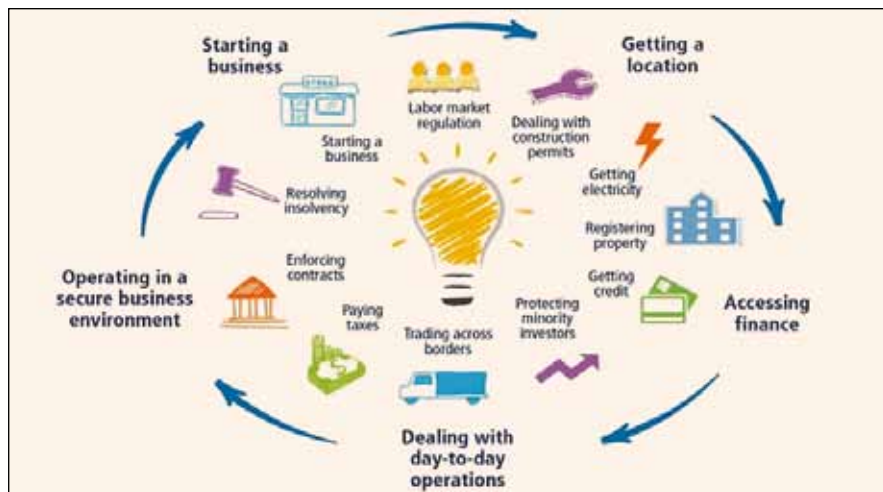 Starting a
business
Getting a
location
STORE
Labor market
regulation
Dealing with
construction
permits
Starting a
business
Getting
electricity
Resolving
insolvency
Registering
property
Enforcing
contracts
Getting
credit
Operating in a
secure business
environment
Accessing
finance
Paying
taxes
Protecting
minority
investors
Trading across
borders
Dealing with
day-to-day
operations